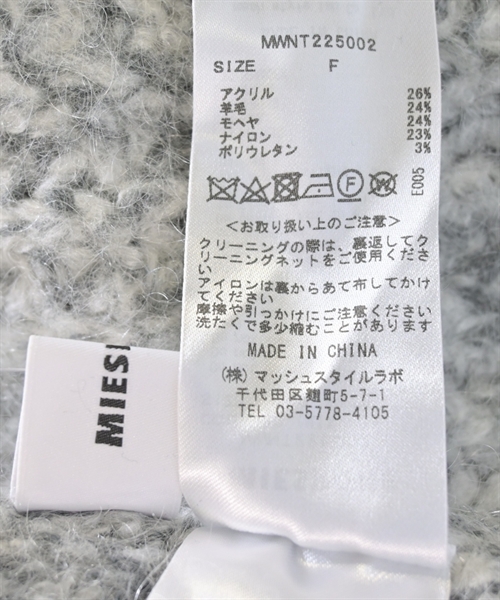 MWNT225002
SIZE F
アクリル 26%
羊毛 24%
モヘヤ 24%
ナイロン 23%
ポリウレタン 3%
F
W
E005
<お取り扱い上のご注意>
クリーニングの際は、裏返してク
リーニングネットをご使用くださ
い
アイロンは裏からあて布してかけ
てください
摩擦や引っかけにご注意ください
洗たくで多少縮むことがあります
MADE IN CHINA
(株) マッシュスタイルラボ
千代田区麹町5-7-1
TEL 03-5778-4105
MIES